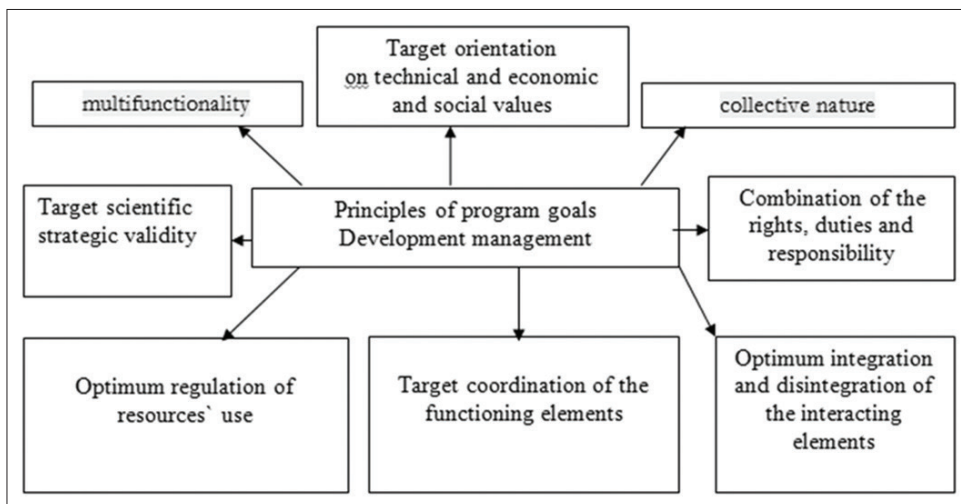 Target orientation
on technical and economic
and social values
multifunctionality
collective nature
Target scientific
strategic validity
Principles of program goals
Development management
Combination of the
rights, duties and
responsibility
Optimum regulation of
resources` use
Target coordination of the
functioning elements
Optimum integration
and disintegration of
the interacting
elements